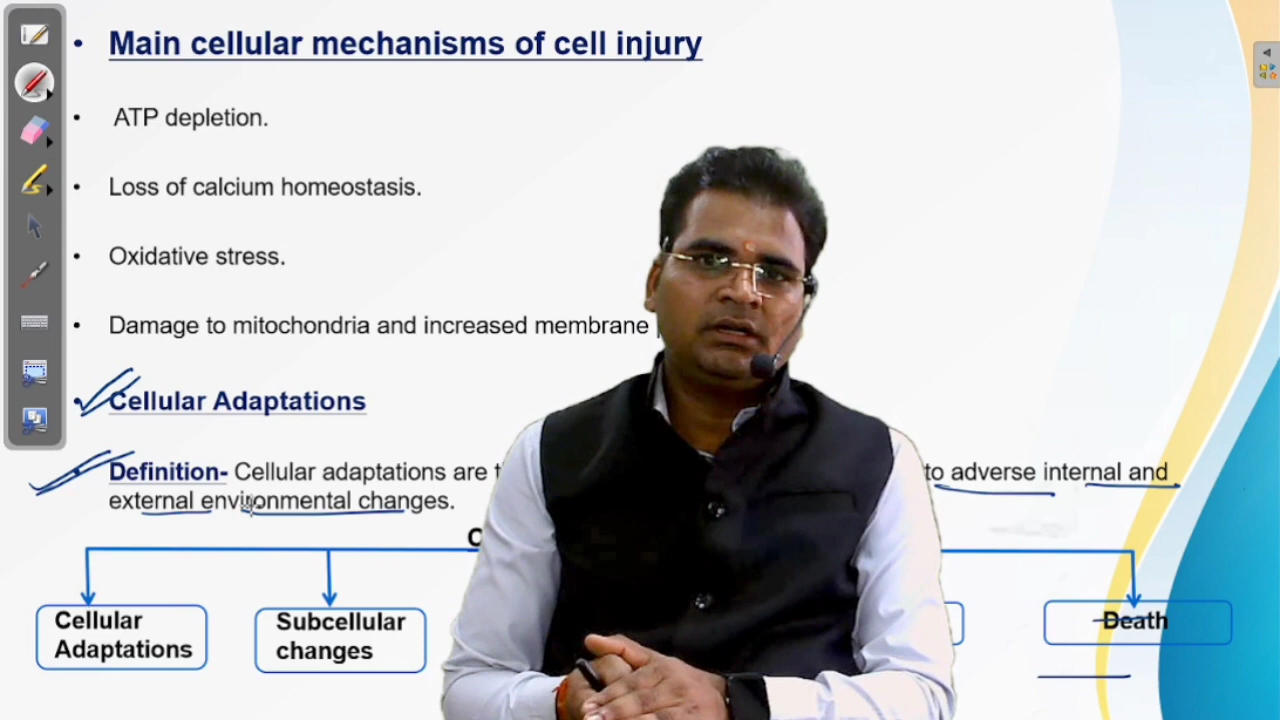 Main cellular mechanisms of cell injury
ATP depletion.
Loss of calcium homeostasis.
Oxidative stress.
Damage to mitochondria and increased membrane
Cellular Adaptations
Definition- Cellular adaptations are to adverse internal and
external environmental changes.
Cellular
Adaptations
Subcellular
changes
Death